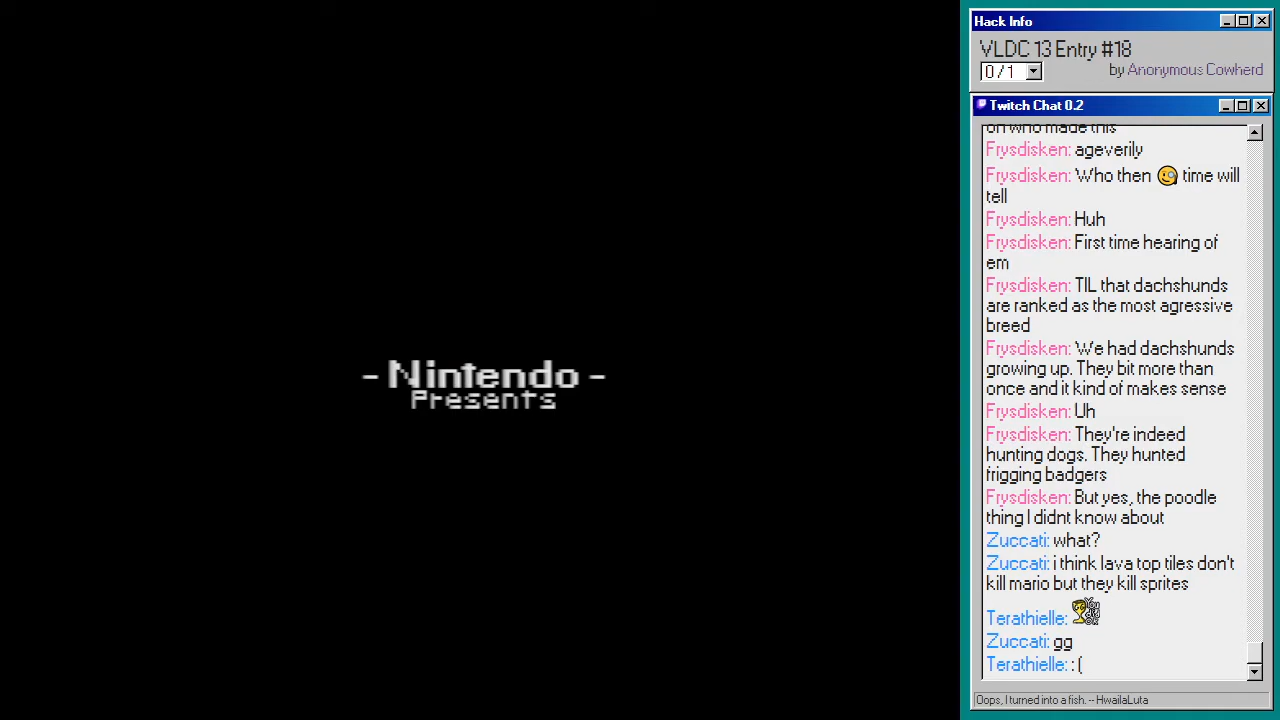 - Nintendo -
Presents
Hack Info
VLDC 13 Entry #18
0/1
by Anonymous Cowherd
Twitch Chat 0.2
on who made this
Frysdisken: ageverily
Frysdisken: Who then time will
tell
Frysdisken: Huh
Frysdisken: First time hearing of
em
Frysdisken: TIL that dachshunds
are ranked as the most agressive
breed
Frysdisken: We had dachshunds
growing up. They bit more than
once and it kind of makes sense
Frysdisken: Uh
Frysdisken: They're indeed
hunting dogs. They hunted
frigging badgers
Frysdisken: But yes, the poodle
thing I didnt know about
Zuccati: what?
Zuccati: i think lava top tiles don't
kill mario but they kill sprites
Terathielle:
Zuccati: gg
Terathielle: :(
Oops, I turned into a fish. -- HwailaLuta